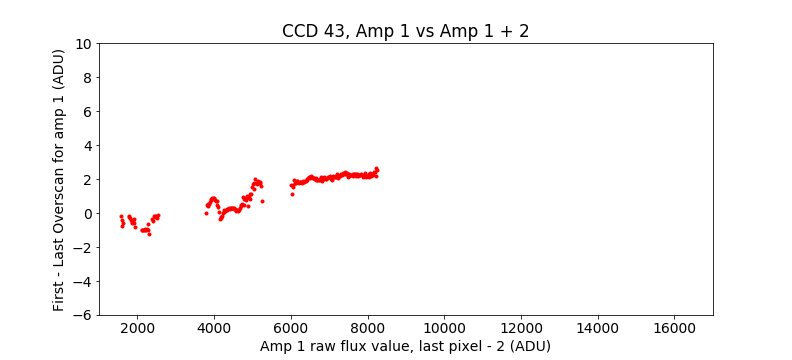 CCD 43, Amp 1 vs Amp 1 + 2
First - Last Overscan for amp 1 (ADU)
10
8
6
4
2
0
−2
−4
−6
2000 4000 6000 8000 10000 12000 14000 16000
Amp 1 raw flux value, last pixel - 2 (ADU)